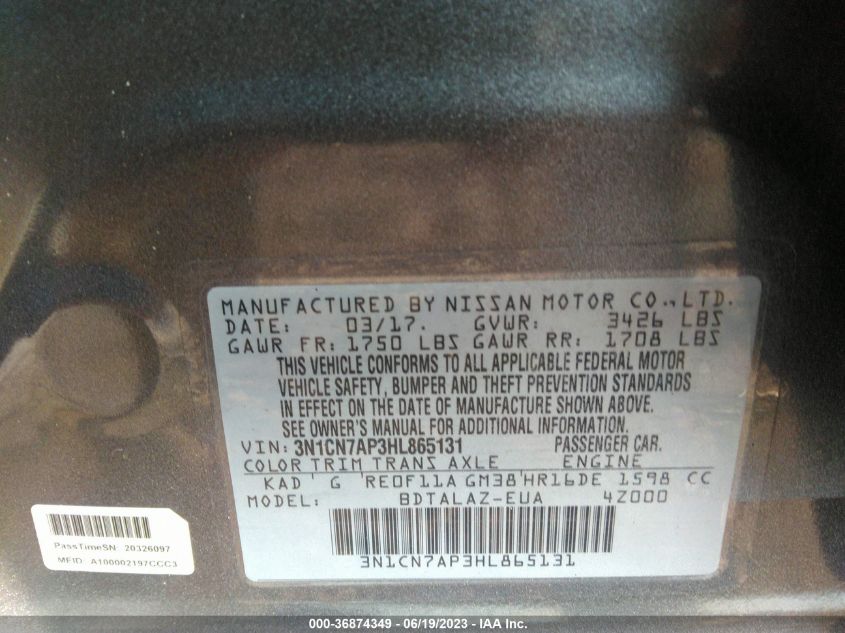 MANUFACTURED BY NISSAN MOTOR CO.,LTD.
DATE: 03/17. GVWR: 3426 LBS
GAWR FR: 1750 LBS GAWR RR: 1708 LBS
THIS VEHICLE CONFORMS TO ALL APPLICABLE FEDERAL MOTOR
VEHICLE SAFETY, BUMPER AND THEFT PREVENTION STANDARDS
IN EFFECT ON THE DATE OF MANUFACTURE SHOWN ABOVE.
SEE OWNER'S MANUAL FOR ADDITIONAL INFORMATION.
VIN: 3N1CN7AP3HL865131 PASSENGER CAR.
COLOR TRIM TRANS AXLE ENGINE
KAD G RE0F11A GM38 HR16DE 1598 CC
MODEL: BDTALAZ-EUA 4Z000
3N1CN7AP3HL865131
PassTimeSN: 20326097
MEID: A100002197CCC3
000-36874349 - 06/19/2023 - IAA Inc.